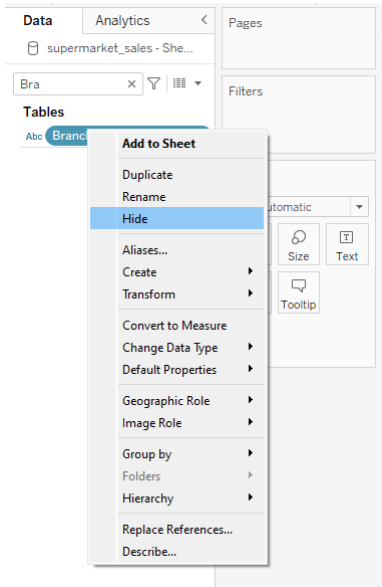 Data Analytics <
supermarket_sales - She...
Bra ×
Tables
Abc Branc
Pages
Filters
utomatic
Size Text
Tooltip
Add to Sheet
Duplicate
Rename
Hide
Aliases...
Create
Transform
Convert to Measure
Change Data Type
Default Properties
Geographic Role
Image Role
Group by
Folders
Hierarchy
Replace References...
Describe...